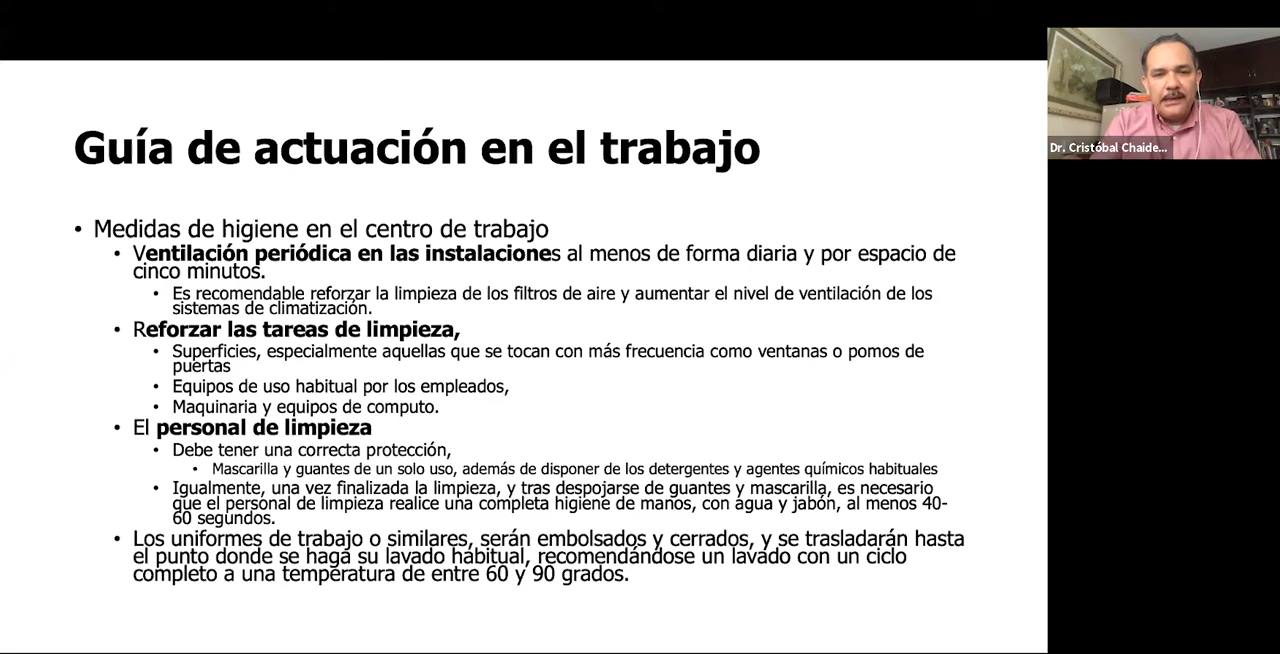 Guía de actuación en el trabajo
• Medidas de higiene en el centro de trabajo
• Ventilación periódica en las instalaciones al menos de forma diaria y por espacio de
cinco minutos.
• Es recomendable reforzar la limpieza de los filtros de aire y aumentar el nivel de ventilación de los
sistemas de climatización.
• Reforzar las tareas de limpieza,
• Superficies, especialmente aquellas que se tocan con más frecuencia como ventanas o pomos de
puertas
• Equipos de uso habitual por los empleados,
• Maquinaria y equipos de computo.
• El personal de limpieza
• Debe tener una correcta protección,
• Mascarilla y guantes de un solo uso, además de disponer de los detergentes y agentes químicos habituales
• Igualmente, una vez finalizada la limpieza, y tras despojarse de guantes y mascarilla, es necesario
que el personal de limpieza realice una completa higiene de manos, con agua y jabón, al menos 40-
60 segundos.
• Los uniformes de trabajo o similares, serán embolsados y cerrados, y se trasladarán hasta
el punto donde se haga su lavado habitual, recomendándose un lavado con un ciclo
completo a una temperatura de entre 60 y 90 grados.
Dr. Cristóbal Chaide...